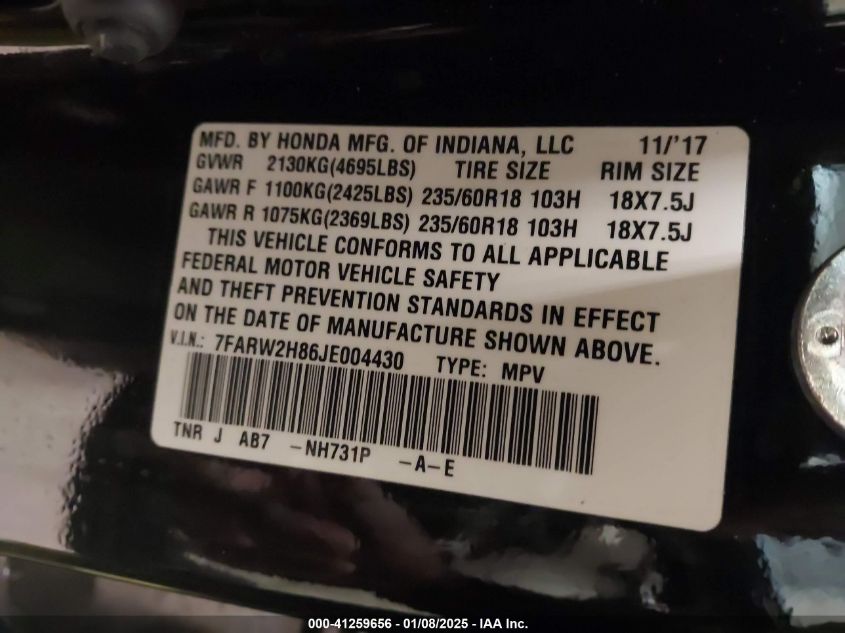 MFD. BY HONDA MFG. OF INDIANA, LLC 11/'17
GVWR 2130KG(4695LBS) TIRE SIZE RIM SIZE
GAWR F 1100KG(2425LBS) 235/60R18 103H 18X7.5J
GAWR R 1075KG(2369LBS) 235/60R18 103H 18X7.5J
THIS VEHICLE CONFORMS TO ALL APPLICABLE
FEDERAL MOTOR VEHICLE SAFETY
AND THEFT PREVENTION STANDARDS IN EFFECT
ON THE DATE OF MANUFACTURE SHOWN ABOVE.
V.I.N.: 7FARW2H86JE004430 TYPE: MPV
TNR J AB7 -NH731P -A-E
000-41259656 - 01/08/2025 - IAA Inc.